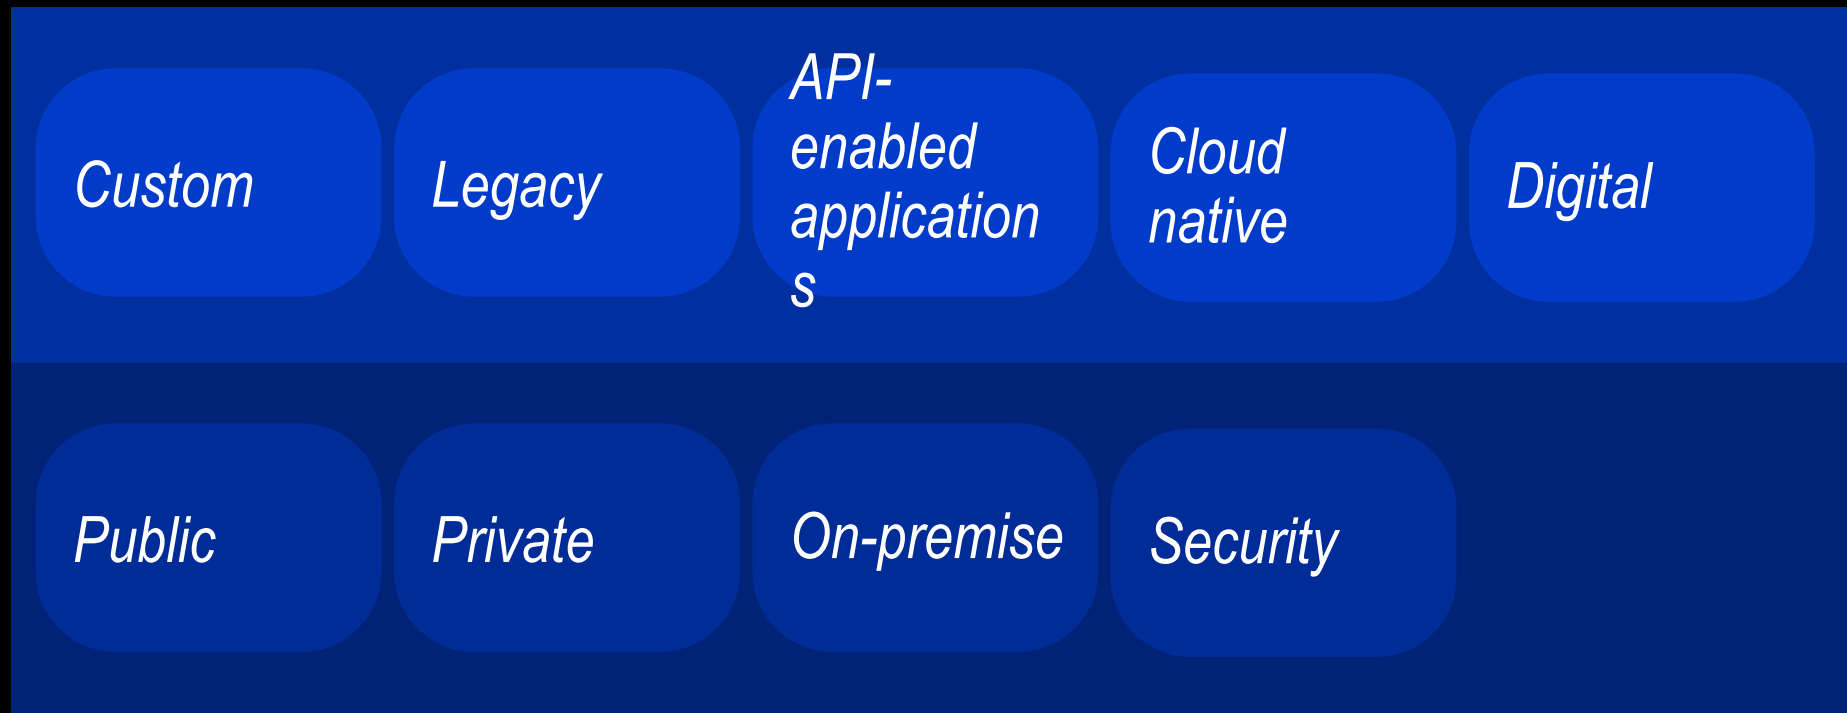 Custom
Legacy
API-
enabled
application
s
Cloud
native
Digital
Public
Private
On-premise
Security